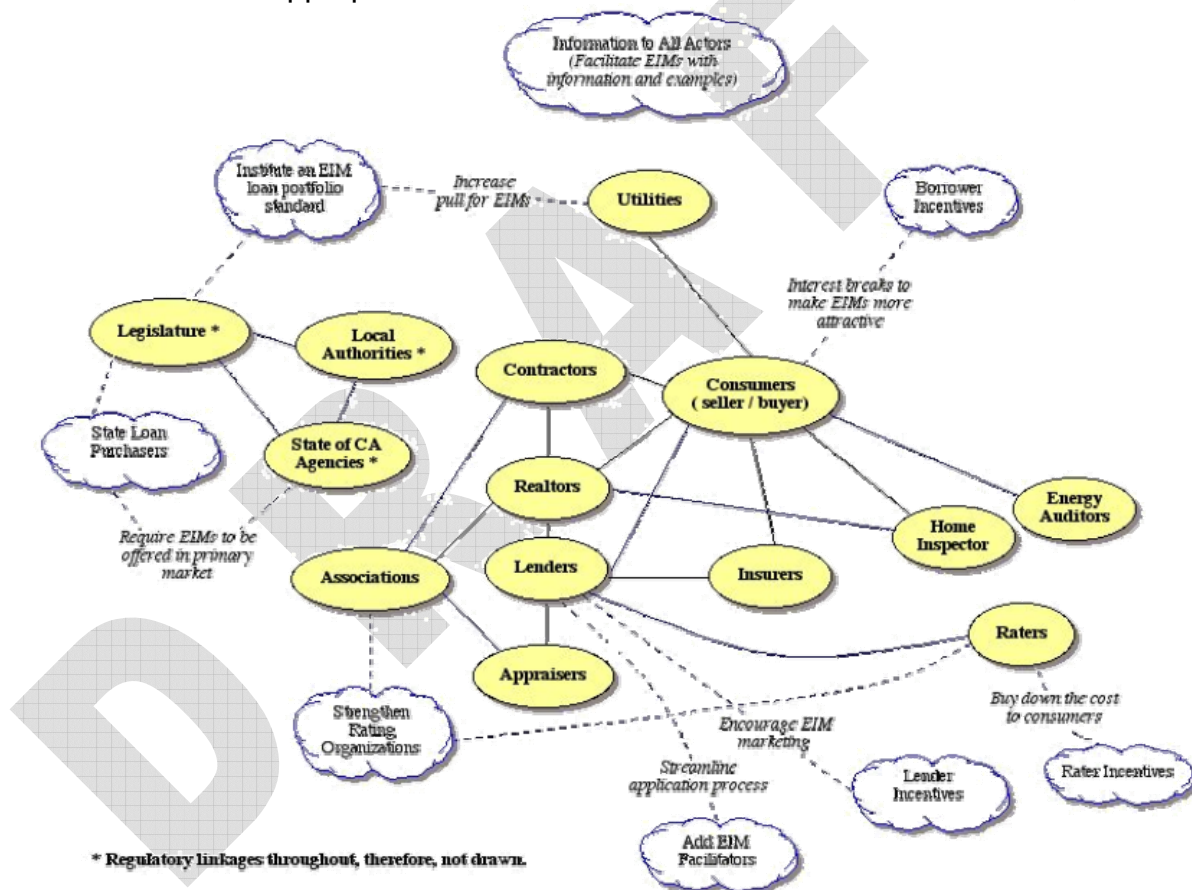 Information to All Actors
(Facilitate EIMs with
information and examples)
Institute an EIM
loan portfolio
standard
Increase
pull for EIMs
Utilities
Borrower
Incentives
Interest breaks to
make EIMs more
attractive
Legislature *
Local
Authorities *
Contractors
Consumers
( seller / buyer)
State Loan
Purchasers
State of CA
Agencies *
Realtors
Energy
Auditors
Home
Inspector
Require EIMs to be
offered in primary
market
Associations
Lenders
Insurers
Raters
Appraisers
Strengthen
Rating
Organizations
Buy down the cost
to consumers
Encourage EIM
marketing
Streamline
application process
Lender
Incentives
Rater Incentives
Add EIM
Facilitators
* Regulatory linkages throughout, therefore, not drawn.
DRAFT